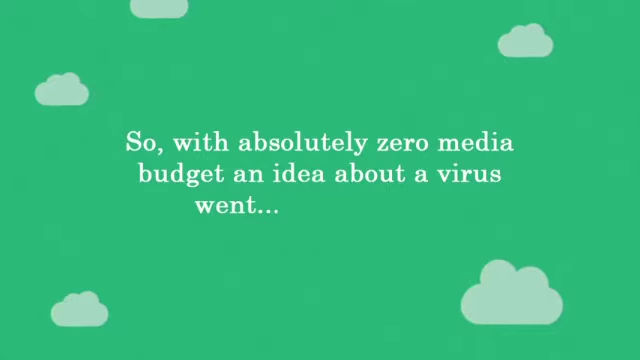 So, with absolutely zero media
budget an idea about a virus
went...